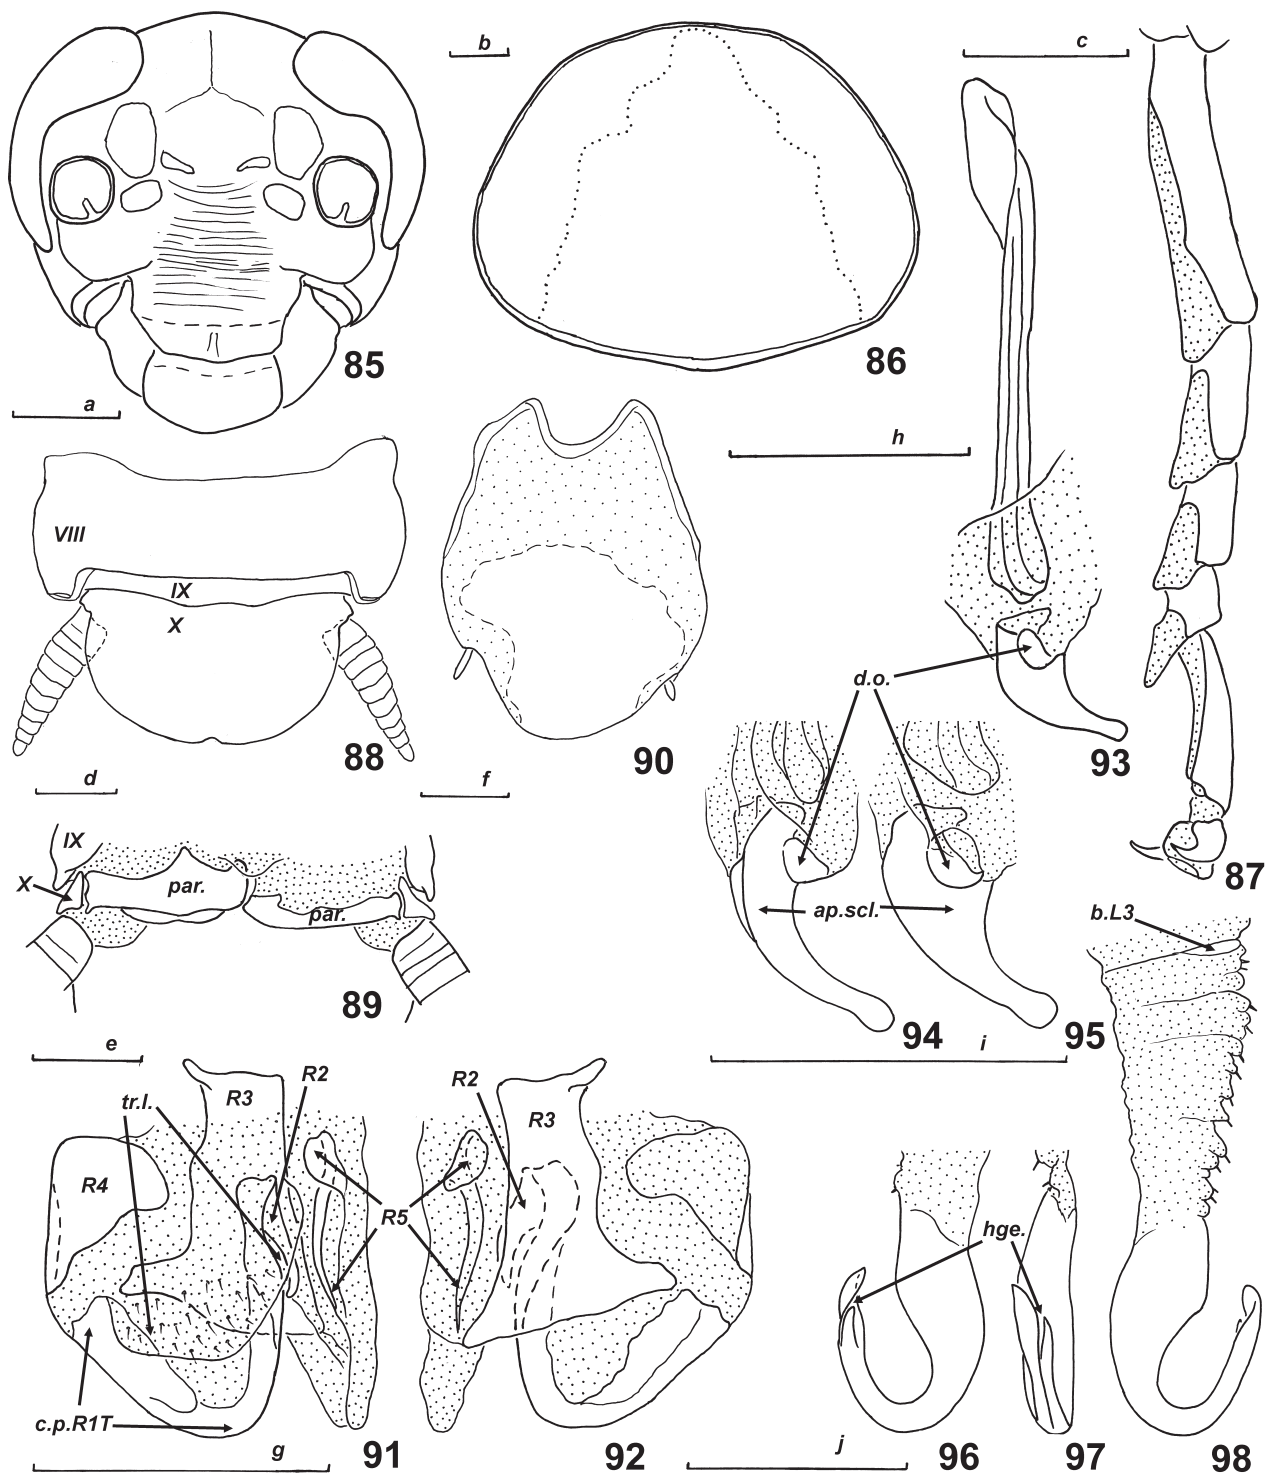 b
c
85
86
a
h
VIII
IX
X
d.o.
88
90
93
d
f
87
IX
X
par.
par.
ap.scl.
b.L3
89
94
95
e
i
R2
R2
tr.l.
R3
R3
R4
R5
hge.
c.p.R1T
g
91
92
j
96
97
98